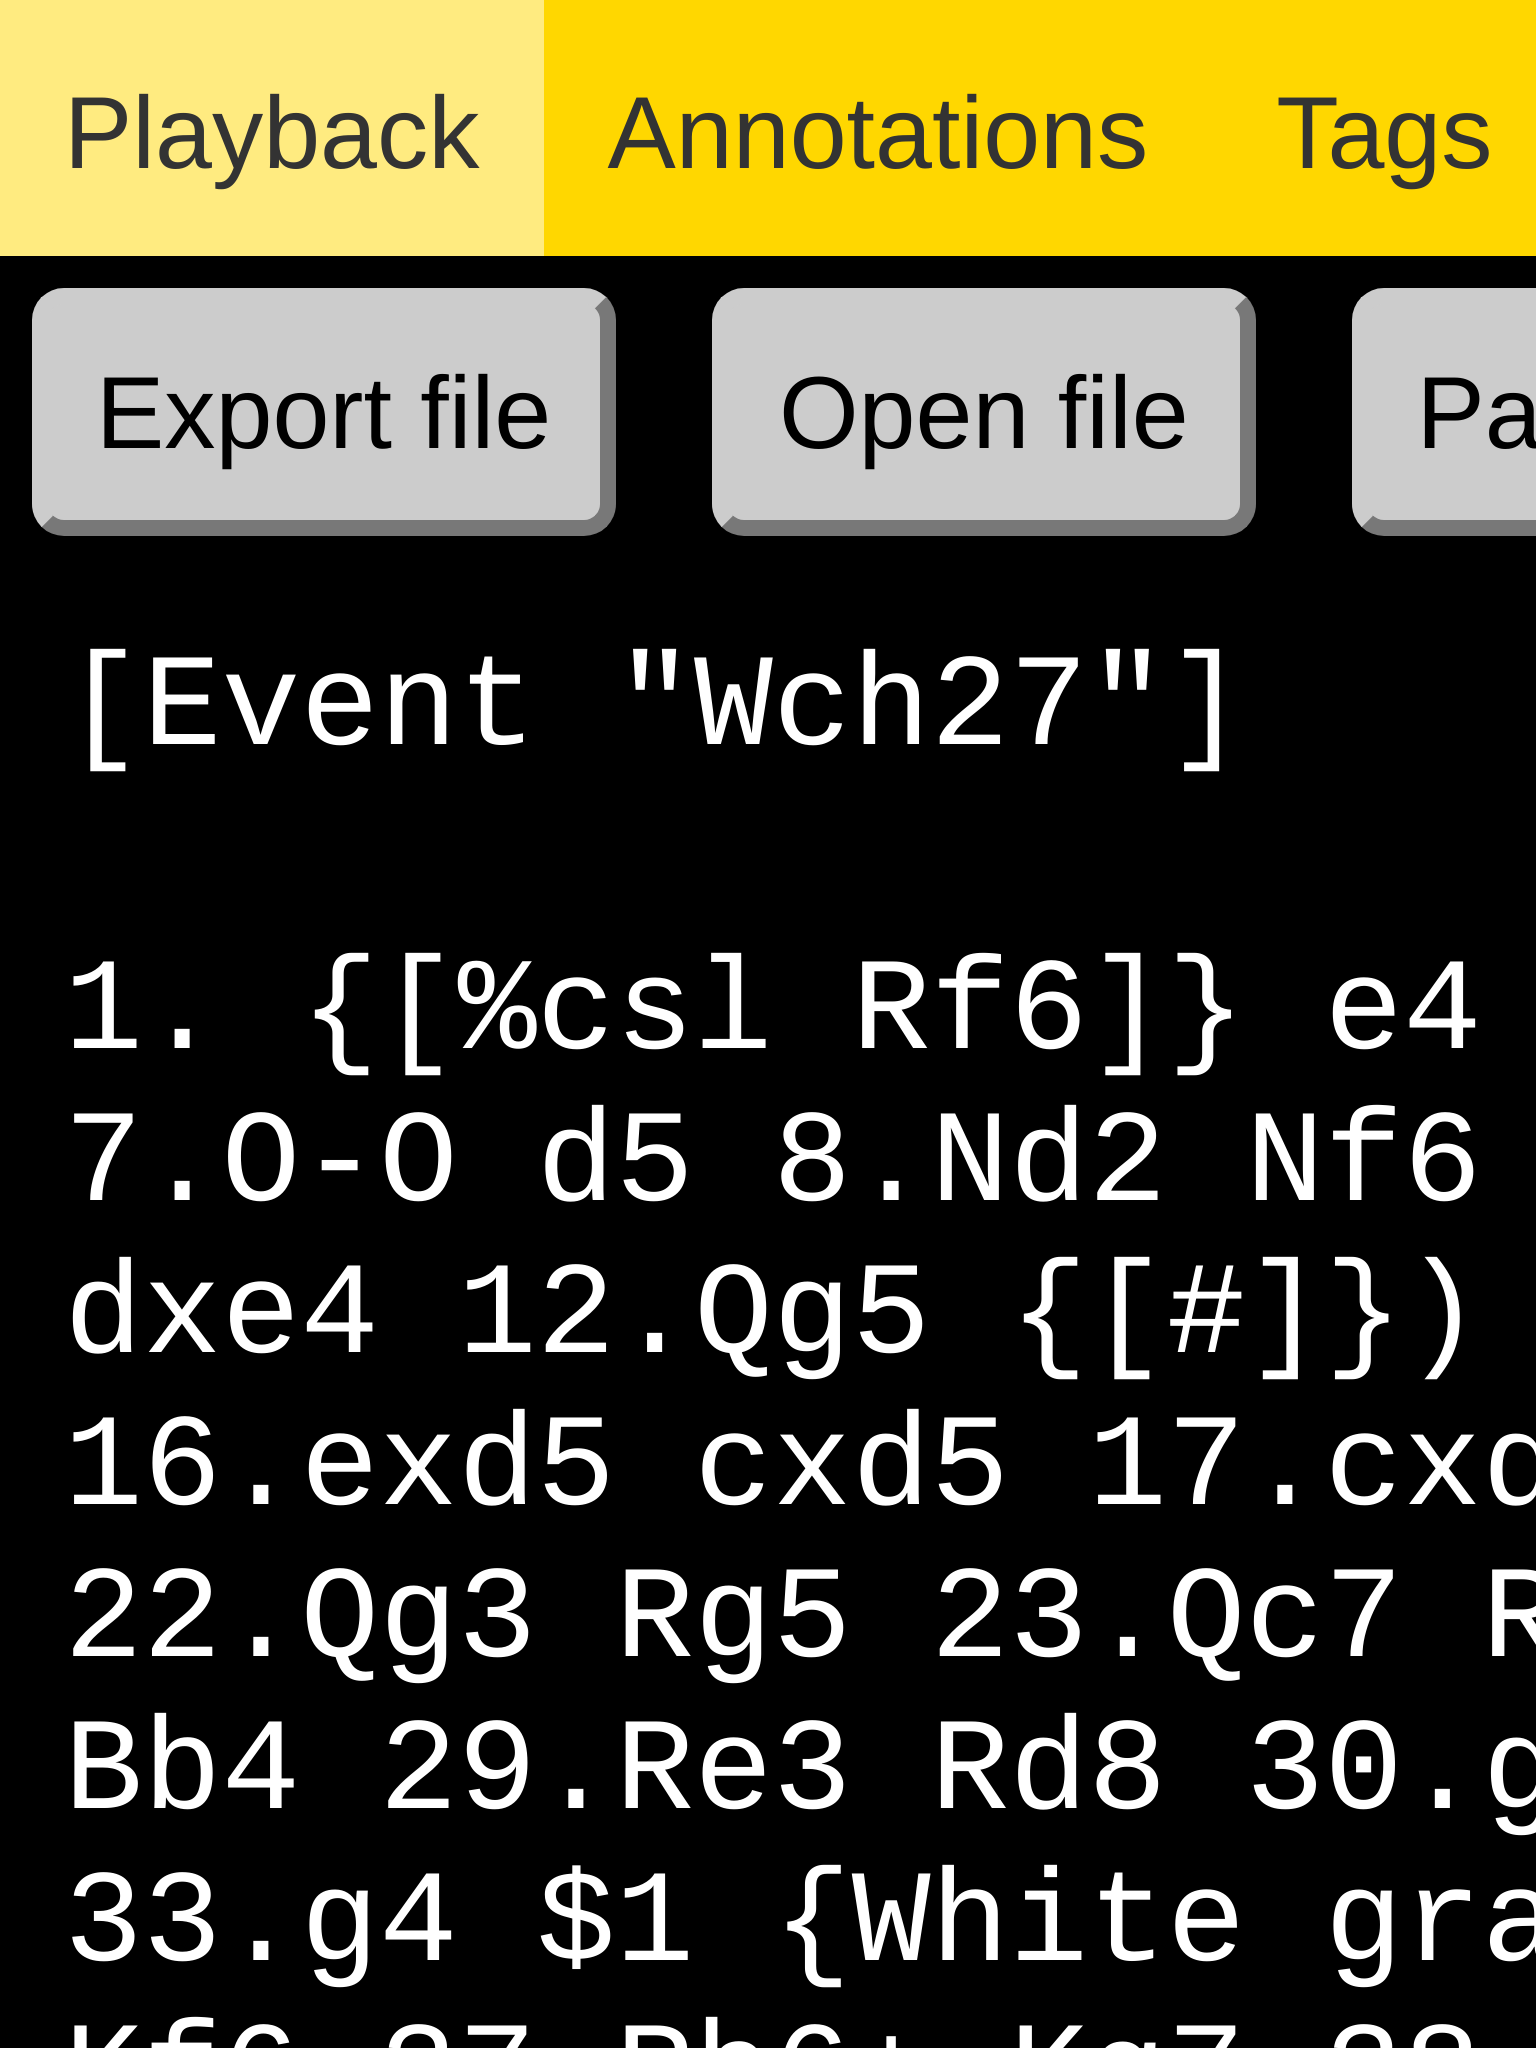 Playback Annotations Tags
Export file Open file
[Event "Wch27"]
1. {[%csl Rf6]} e4
7.O-O d5 8.Nd2 Nf6
dxe4 12.Qg5 {[#]})
16.exd5 cxd5 17.cxd
22.Qg3 Rg5 23.Qc7 R
Bb4 29.Re3 Rd8 30.g
33.g4 $1 {White gra